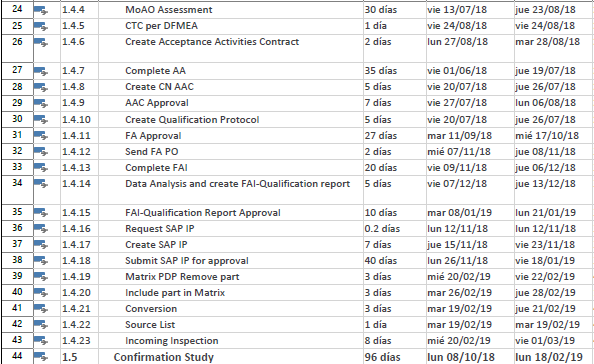 24 1.4.4 MoAO Assessment 30 días vie 13/07/18 jue 23/08/18
25 1.4.5 CTC per DFMEA 1 día vie 24/08/18 vie 24/08/18
26 1.4.6 Create Acceptance Activities Contract 2 días lun 27/08/18 mar 28/08/18
27 1.4.7 Complete AA 35 días vie 01/06/18 jue 19/07/18
28 1.4.8 Create CN AAC 5 días vie 20/07/18 jue 26/07/18
29 1.4.9 AAC Approval 7 días vie 27/07/18 lun 06/08/18
30 1.4.10 Create Qualification Protocol 5 días vie 20/07/18 jue 26/07/18
31 1.4.11 FA Approval 27 días mar 11/09/18 mié 17/10/18
32 1.4.12 Send FA PO 2 días mié 07/11/18 jue 08/11/18
33 1.4.13 Complete FAI 20 días vie 09/11/18 jue 06/12/18
34 1.4.14 Data Analysis and create FAI-Qualification report 5 días vie 07/12/18 jue 13/12/18
35 1.4.15 FAI-Qualification Report Approval 10 días mar 08/01/19 lun 21/01/19
36 1.4.16 Request SAP IP 0.2 días lun 12/11/18 lun 12/11/18
37 1.4.17 Create SAP IP 7 días jue 15/11/18 vie 23/11/18
38 1.4.18 Submit SAP IP for approval 40 días lun 26/11/18 vie 18/01/19
39 1.4.19 Matrix PDP Remove part 3 días mié 20/02/19 vie 22/02/19
40 1.4.20 Include part in Matrix 3 días mar 26/02/19 jue 28/02/19
41 1.4.21 Conversion 3 días mar 19/02/19 jue 21/02/19
42 1.4.22 Source List 1 día mar 19/02/19 mar 19/02/19
43 1.4.23 Incoming Inspection 8 días mié 20/02/19 vie 01/03/19
44 1.5 Confirmation Study 96 días lun 08/10/18 lun 18/02/19